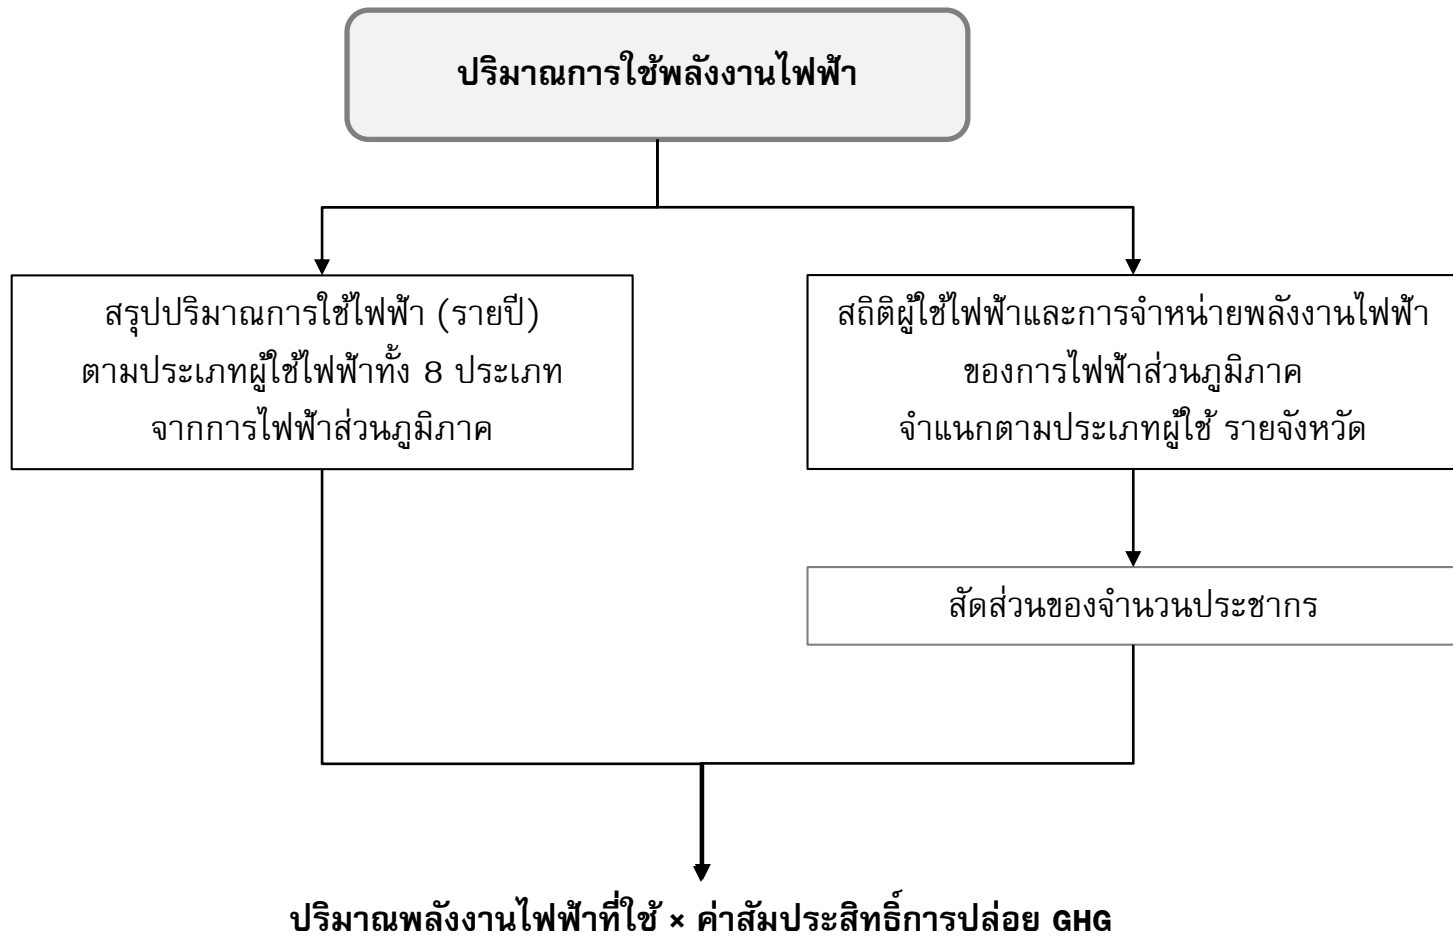 ปริมาณการใช้พลังงานไฟฟ้า
สรุปปริมาณการใช้ไฟฟ้า (รายปี)
ตามประเภทผู้ใช้ไฟฟ้าทั้ง 8 ประเภท
จากการไฟฟ้าส่วนภูมิภาค
สถิติผู้ใช้ไฟฟ้าและการจำหน่ายพลังงานไฟฟ้า
ของการไฟฟ้าส่วนภูมิภาค
จำแนกตามประเภทผู้ใช้ รายจังหวัด
สัดส่วนของจำนวนประชากร
ปริมาณพลังงานไฟฟ้าที่ใช้ × ค่าสัมประสิทธิ์การปล่อย GHG